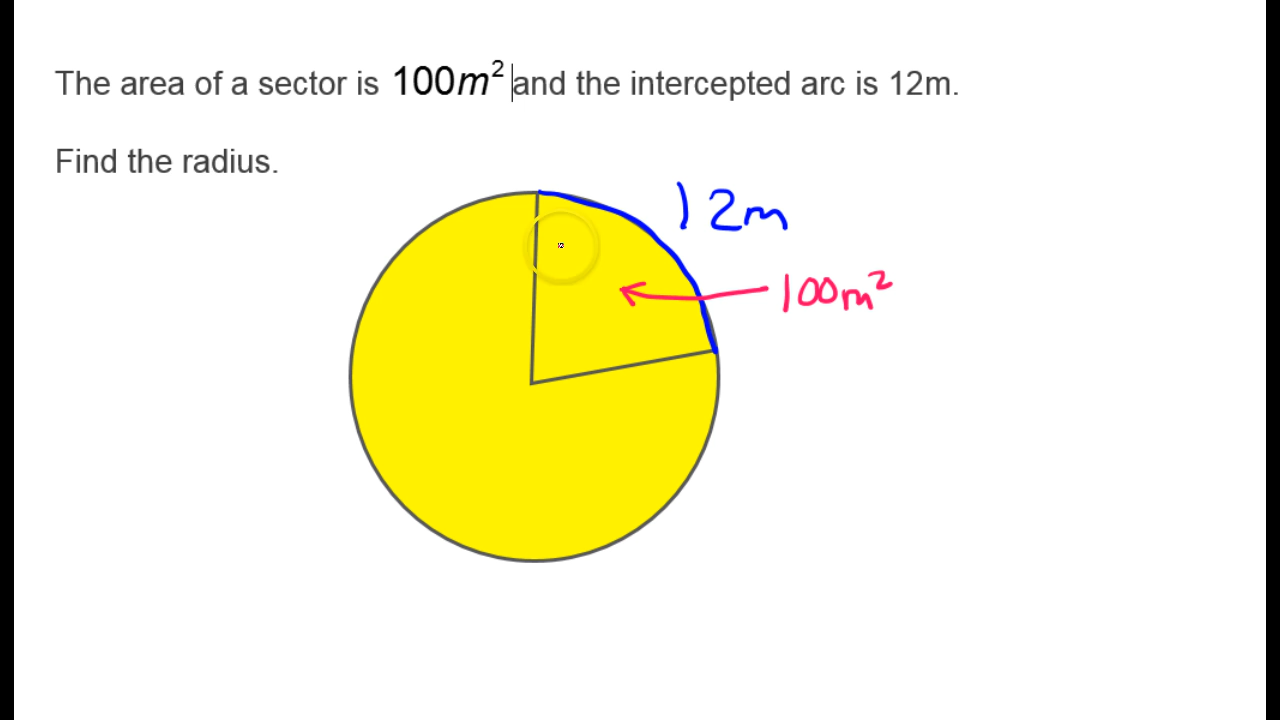 The area of a sector is 100m² and the intercepted arc is 12m.
Find the radius.
12m
100m²